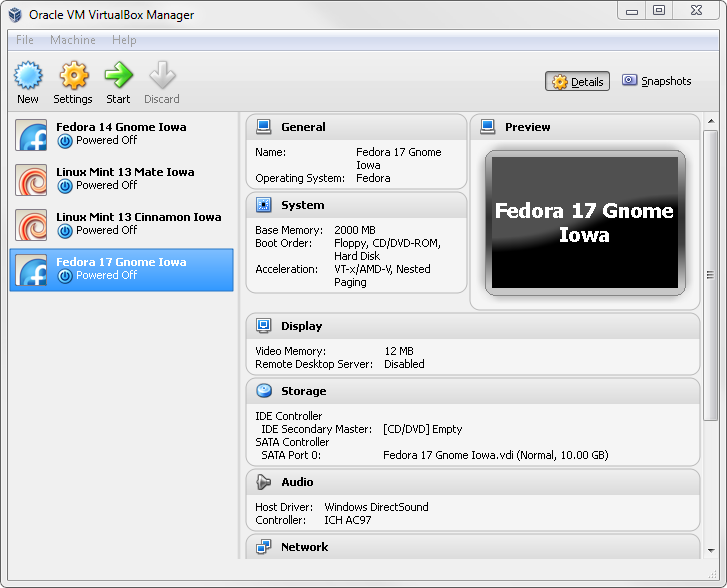 Oracle VM VirtualBox Manager
File Machine Help
New Settings Start Discard
Details Snapshots
Fedora 14 Gnome Iowa
Powered Off
Linux Mint 13 Mate Iowa
Powered Off
Linux Mint 13 Cinnamon Iowa
Powered Off
Fedora 17 Gnome Iowa
Powered Off
General
Name: Fedora 17 Gnome
Iowa
Operating System: Fedora
System
Base Memory: 2000 MB
Boot Order: Floppy, CD/DVD-ROM,
Hard Disk
Acceleration: VT-x/AMD-V, Nested
Paging
Preview
Fedora 17 Gnome
Iowa
Display
Video Memory: 12 MB
Remote Desktop Server: Disabled
Storage
IDE Controller
IDE Secondary Master: [CD/DVD] Empty
SATA Controller
SATA Port 0: Fedora 17 Gnome Iowa.vdi (Normal, 10.00 GB)
Audio
Host Driver: Windows DirectSound
Controller: ICH AC97
Network